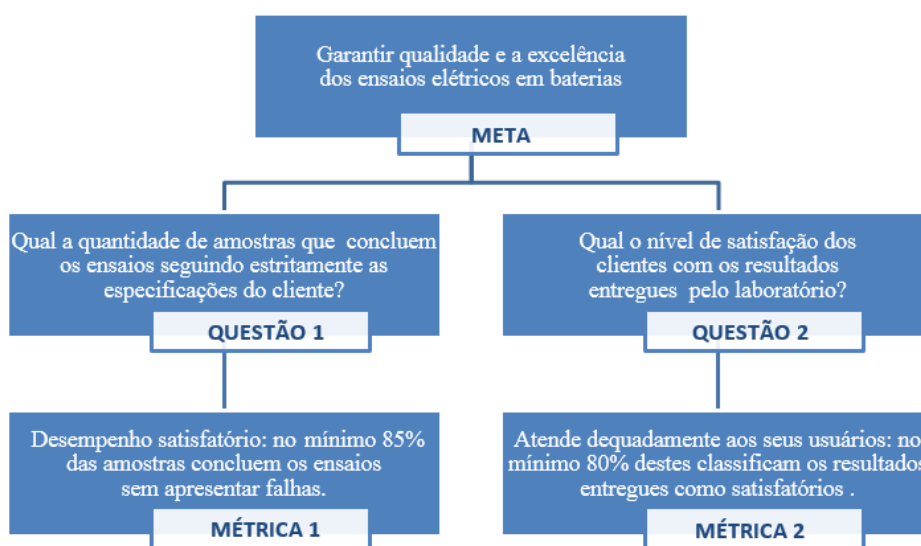 Garantir qualidade e a excelência
dos ensaios elétricos em baterias
META
Qual a quantidade de amostras que concluem
os ensaios seguindo estritamente as
especificações do cliente?
QUESTÃO 1
Qual o nível de satisfação dos
clientes com os resultados
entregues pelo laboratório?
QUESTÃO 2
Desempenho satisfatório: no mínimo 85%
das amostras concluem os ensaios
sem apresentar falhas.
MÉTRICA 1
Atende dequadamente aos seus usuários: no
mínimo 80% destes classificam os resultados
entregues como satisfatórios .
MÉTRICA 2